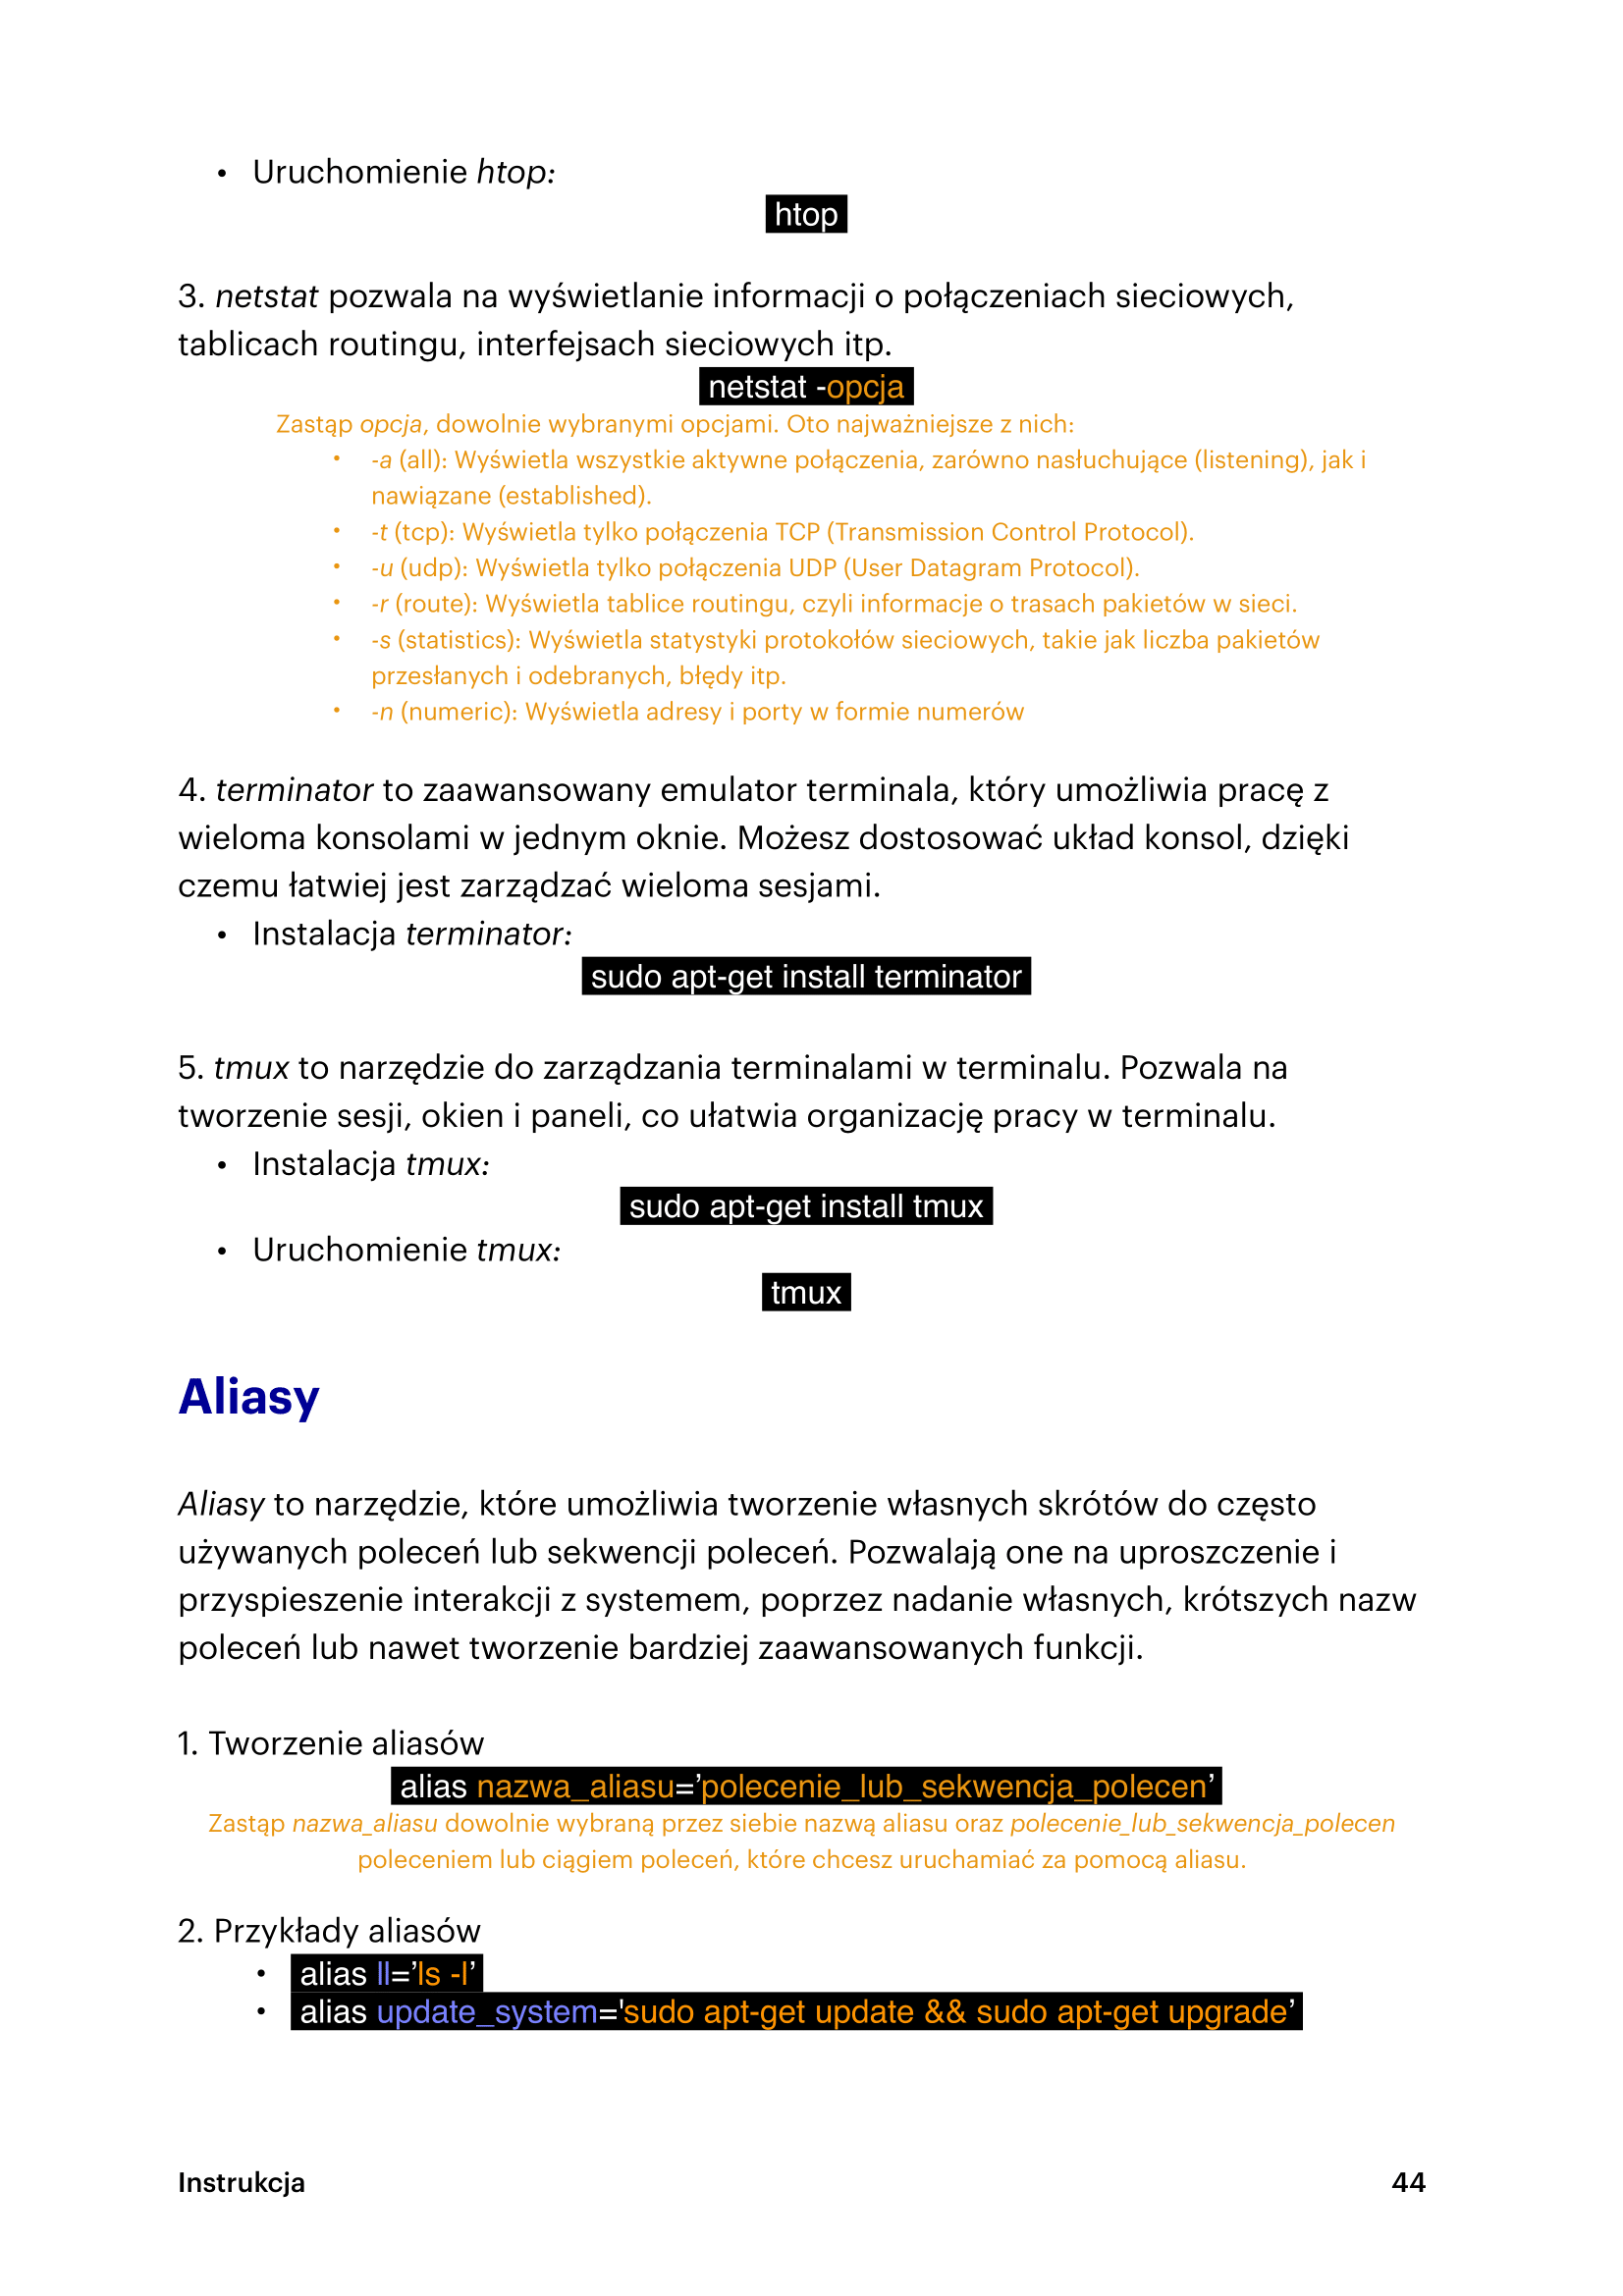 • Uruchomienie htop:
htop
3. netstat pozwala na wyświetlanie informacji o połączeniach sieciowych,
tablicach routingu, interfejsach sieciowych itp.
netstat -opcja
Zastąp opcja, dowolnie wybranymi opcjami. Oto najważniejsze z nich:
• -a (all): Wyświetla wszystkie aktywne połączenia, zarówno nasłuchujące (listening), jak i
nawiązane (established).
• -t (tcp): Wyświetla tylko połączenia TCP (Transmission Control Protocol).
• -u (udp): Wyświetla tylko połączenia UDP (User Datagram Protocol).
• -r (route): Wyświetla tablice routingu, czyli informacje o trasach pakietów w sieci.
• -s (statistics): Wyświetla statystyki protokołów sieciowych, takie jak liczba pakietów
przesłanych i odebranych, błędy itp.
• -n (numeric): Wyświetla adresy i porty w formie numerów
4. terminator to zaawansowany emulator terminala, który umożliwia pracę z
wieloma konsolami w jednym oknie. Możesz dostosować układ konsol, dzięki
czemu łatwiej jest zarządzać wieloma sesjami.
• Instalacja terminator:
sudo apt-get install terminator
5. tmux to narzędzie do zarządzania terminalami w terminalu. Pozwala na
tworzenie sesji, okien i paneli, co ułatwia organizację pracy w terminalu.
• Instalacja tmux:
sudo apt-get install tmux
• Uruchomienie tmux:
tmux
Aliasy
Aliasy to narzędzie, które umożliwia tworzenie własnych skrótów do często
używanych poleceń lub sekwencji poleceń. Pozwalają one na uproszczenie i
przyspieszenie interakcji z systemem, poprzez nadanie własnych, krótszych nazw
poleceń lub nawet tworzenie bardziej zaawansowanych funkcji.
1. Tworzenie aliasów
alias nazwa_aliasu=’polecenie_lub_sekwencja_polecen’
Zastąp nazwa_aliasu dowolnie wybraną przez siebie nazwą aliasu oraz polecenie_lub_sekwencja_polecen
poleceniem lub ciągiem poleceń, które chcesz uruchamiać za pomocą aliasu.
2. Przykłady aliasów
• alias ll=’ls -l’
• alias update_system='sudo apt-get update && sudo apt-get upgrade’
Instrukcja 44